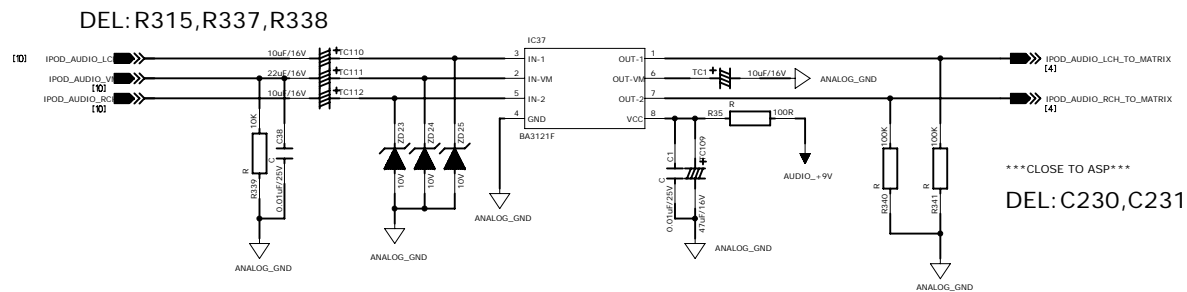 DEL:R315,R337,R338
[10] IPOD_AUDIO_LC
10uF/16V
TC110
IPOD_AUDIO_V
[10]
22uF/16V
TC111
IPOD_AUDIO_RC
[10]
10uF/16V
TC112
IC37
3 IN-1 OUT-1 1
2 IN-VM OUT-VM 6
5 IN-2 OUT-2 7
4 GND VCC 8
BA3121F
IPOD_AUDIO_LCH_TO_MATRIX
[4]
TC1
10uF/16V
ANALOG_GND
IPOD_AUDIO_RCH_TO_MATRIX
[4]
R35
R
100R
AUDIO_+9V
10K
R
R339
C38
C
0.01uF/25V
ANALOG_GND
ZD23
10V
ZD24
10V
ZD25
10V
ANALOG_GND
ANALOG_GND
C1
C
0.01uF/25V
TC109
47uF/16V
ANALOG_GND
100K
R
R340
100K
R
R341
ANALOG_GND
***CLOSE TO ASP***
DEL:C230,C231